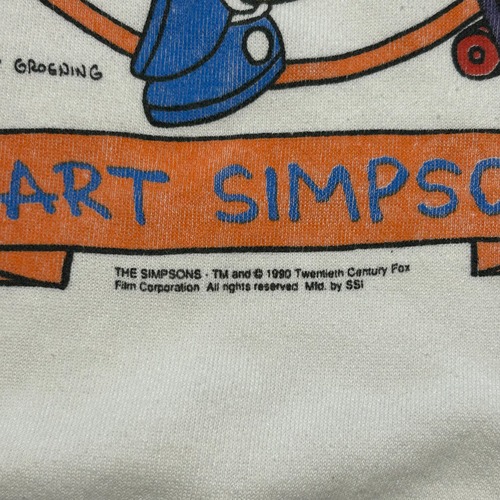 GROENING
ART SIMPSO
THE SIMPSONS · TM and © 1990 Twentieth Century Fox
Film Corporation All rights reserved Mfd. by SSI